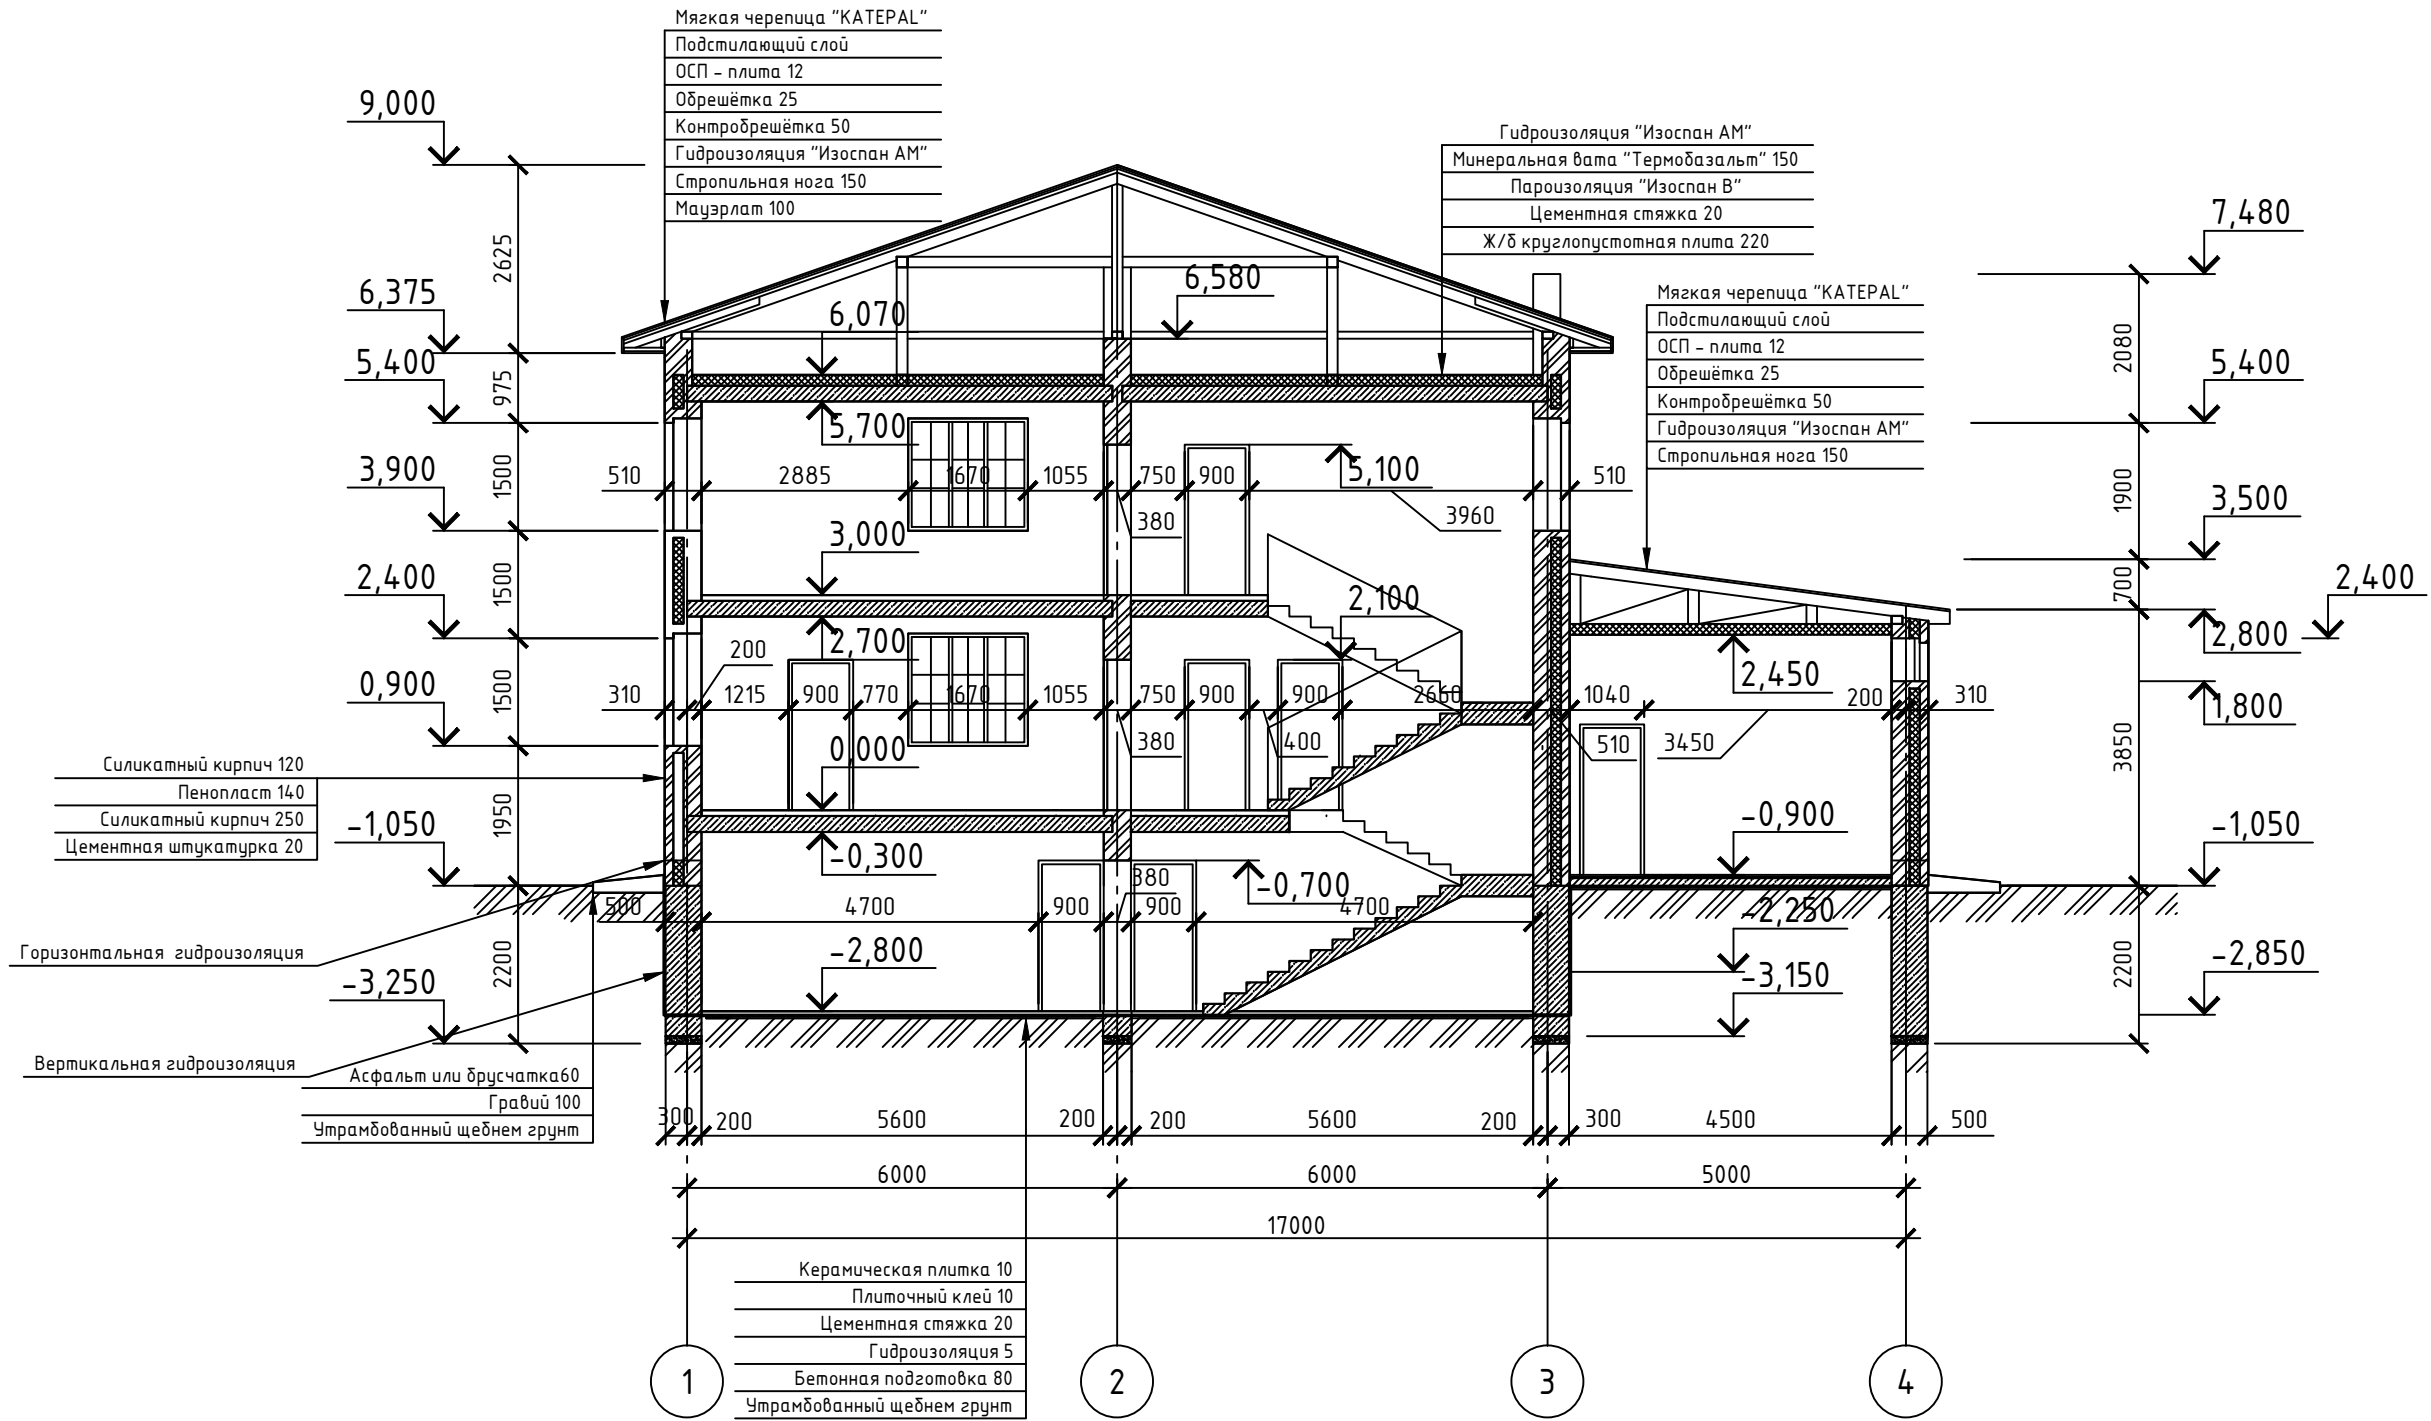 Мягкая черепица "KATEPAL"
Подстилающий слой
ОСП - плита 12
Обрешётка 25
Контробрешётка 50
Гидроизоляция "Изоспан АМ"
Стропильная нога 150
Мауэрлат 100
Гидроизоляция "Изоспан АМ"
Минеральная вата "Термобазальт" 150
Пароизоляция "Изоспан В"
Цементная стяжка 20
Ж/б круглопустотная плита 220
Мягкая черепица "KATEPAL"
Подстилающий слой
ОСП - плита 12
Обрешётка 25
Контробрешётка 50
Гидроизоляция "Изоспан АМ"
Стропильная нога 150
9,000
6,375
5,400
3,900
2,400
0,900
-1,050
-3,250
2625
975
1500
1500
1500
1950
2200
6,070
6,580
5,700
5,100
510
2885
1670
1055
750
900
510
380
3960
3,000
2,100
2,700
200
310
1215
900
770
1670
1055
750
900
900
2660
1040
200
310
380
400
510
3450
0,000
2,450
-0,300
-0,900
-0,700
380
500
4700
900
900
4700
-2,800
-2,250
-3,150
7,480
5,400
3,500
2,400
2,800
1,800
-1,050
-2,850
2080
1900
700
3850
2200
Силикатный кирпич 120
Пенопласт 140
Силикатный кирпич 250
Цементная штукатурка 20
Горизонтальная гидроизоляция
Вертикальная гидроизоляция
Асфальт или брусчатка60
Гравий 100
Утрамбованный щебнем грунт
300
200
5600
200
200
5600
200
300
4500
500
6000
6000
5000
17000
Керамическая плитка 10
Плиточный клей 10
Цементная стяжка 20
Гидроизоляция 5
Бетонная подготовка 80
Утрамбованный щебнем грунт
1
2
3
4